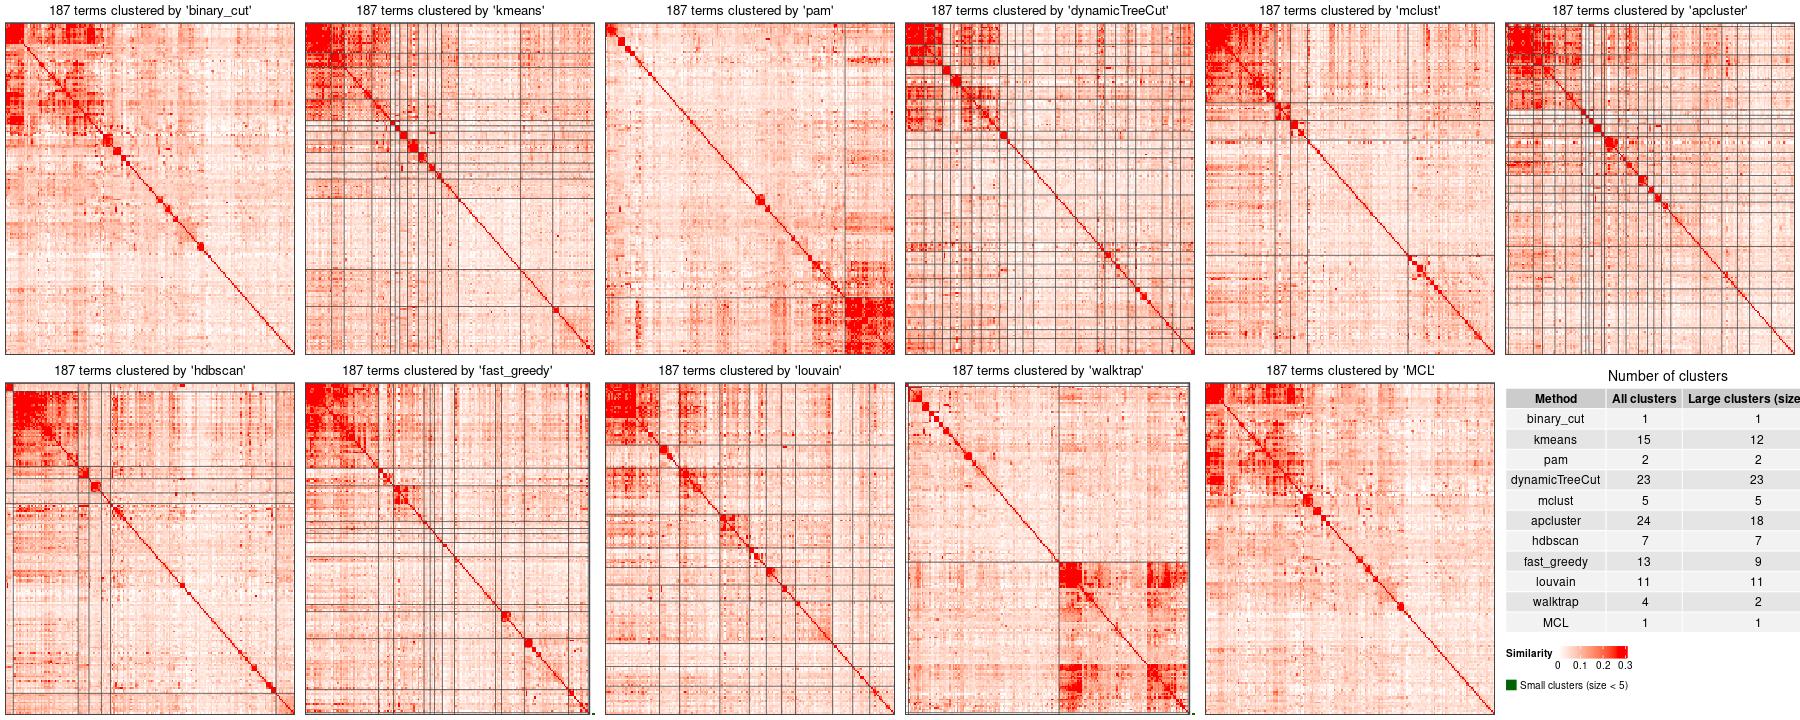 187 terms clustered by 'binary_cut'
187 terms clustered by 'kmeans'
187 terms clustered by 'pam'
187 terms clustered by 'dynamicTreeCut'
187 terms clustered by 'mclust'
187 terms clustered by 'apcluster'
187 terms clustered by 'hdbscan'
187 terms clustered by 'fast_greedy'
187 terms clustered by 'louvain'
187 terms clustered by 'walktrap'
187 terms clustered by 'MCL'
Number of clusters
Method All clusters Large clusters (size
binary_cut 1 1
kmeans 15 12
pam 2 2
dynamicTreeCut 23 23
mclust 5 5
apcluster 24 18
hdbscan 7 7
fast_greedy 13 9
louvain 11 11
walktrap 4 2
MCL 1 1
Similarity
0 0.1 0.2 0.3
Small clusters (size < 5)